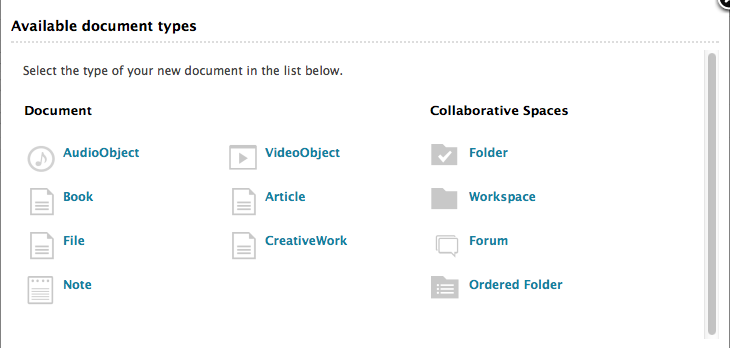 Available document types
Select the type of your new document in the list below.
Document
Collaborative Spaces
AudioObject
VideoObject
Folder
Book
Article
Workspace
File
CreativeWork
Forum
Note
Ordered Folder